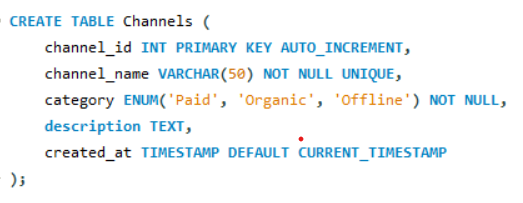 CREATE TABLE Channels (
channel_id INT PRIMARY KEY AUTO_INCREMENT,
channel_name VARCHAR(50) NOT NULL UNIQUE,
category ENUM('Paid', 'Organic', 'Offline') NOT NULL,
description TEXT,
created_at TIMESTAMP DEFAULT CURRENT_TIMESTAMP
);